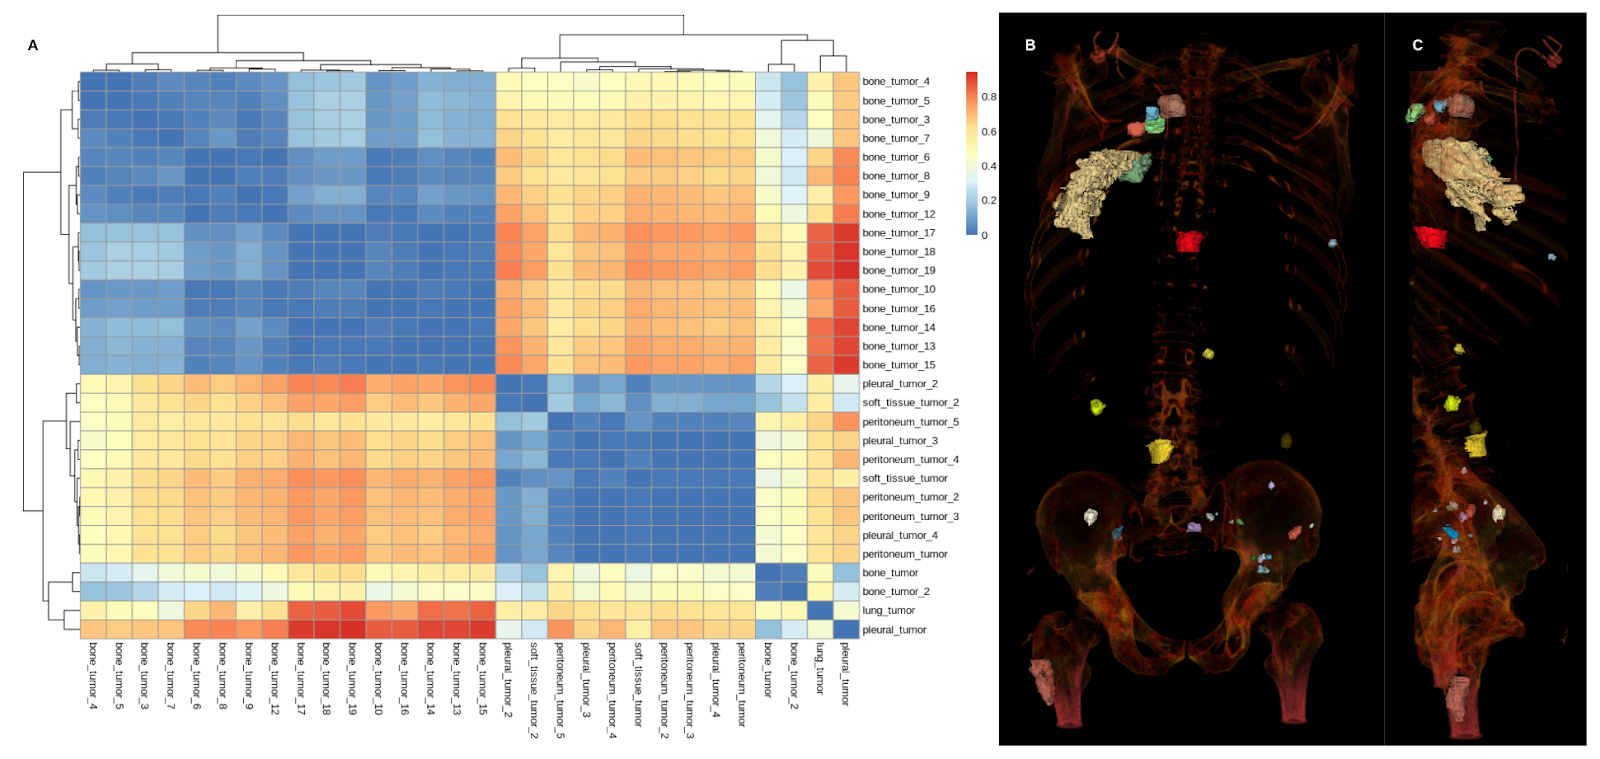 A
B
C
bone_tumor_4
bone_tumor_5
bone_tumor_3
bone_tumor_7
bone_tumor_6
bone_tumor_8
bone_tumor_9
bone_tumor_12
bone_tumor_17
bone_tumor_18
bone_tumor_19
bone_tumor_10
bone_tumor_16
bone_tumor_14
bone_tumor_13
bone_tumor_15
pleural_tumor_2
soft_tissue_tumor_2
peritoneum_tumor_5
pleural_tumor_3
peritoneum_tumor_4
soft_tissue_tumor
peritoneum_tumor_2
peritoneum_tumor_3
pleural_tumor_4
peritoneum_tumor
bone_tumor
bone_tumor_2
lung_tumor
pleural_tumor
0.8
0.6
0.4
0.2
0
bone_tumor_4
bone_tumor_5
bone_tumor_3
bone_tumor_7
bone_tumor_6
bone_tumor_8
bone_tumor_9
bone_tumor_12
bone_tumor_17
bone_tumor_18
bone_tumor_19
bone_tumor_10
bone_tumor_16
bone_tumor_14
bone_tumor_13
bone_tumor_15
pleural_tumor_2
soft_tissue_tumor_2
peritoneum_tumor_5
pleural_tumor_3
peritoneum_tumor_4
soft_tissue_tumor
peritoneum_tumor_2
peritoneum_tumor_3
pleural_tumor_4
peritoneum_tumor
bone_tumor
bone_tumor_2
lung_tumor
pleural_tumor